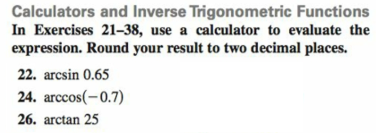 Calculators and Inverse Trigonometric Functions
In Exercises 21–38, use a calculator to evaluate the
expression. Round your result to two decimal places.
22. arcsin 0.65
24. arccos(−0.7)
26. arctan 25